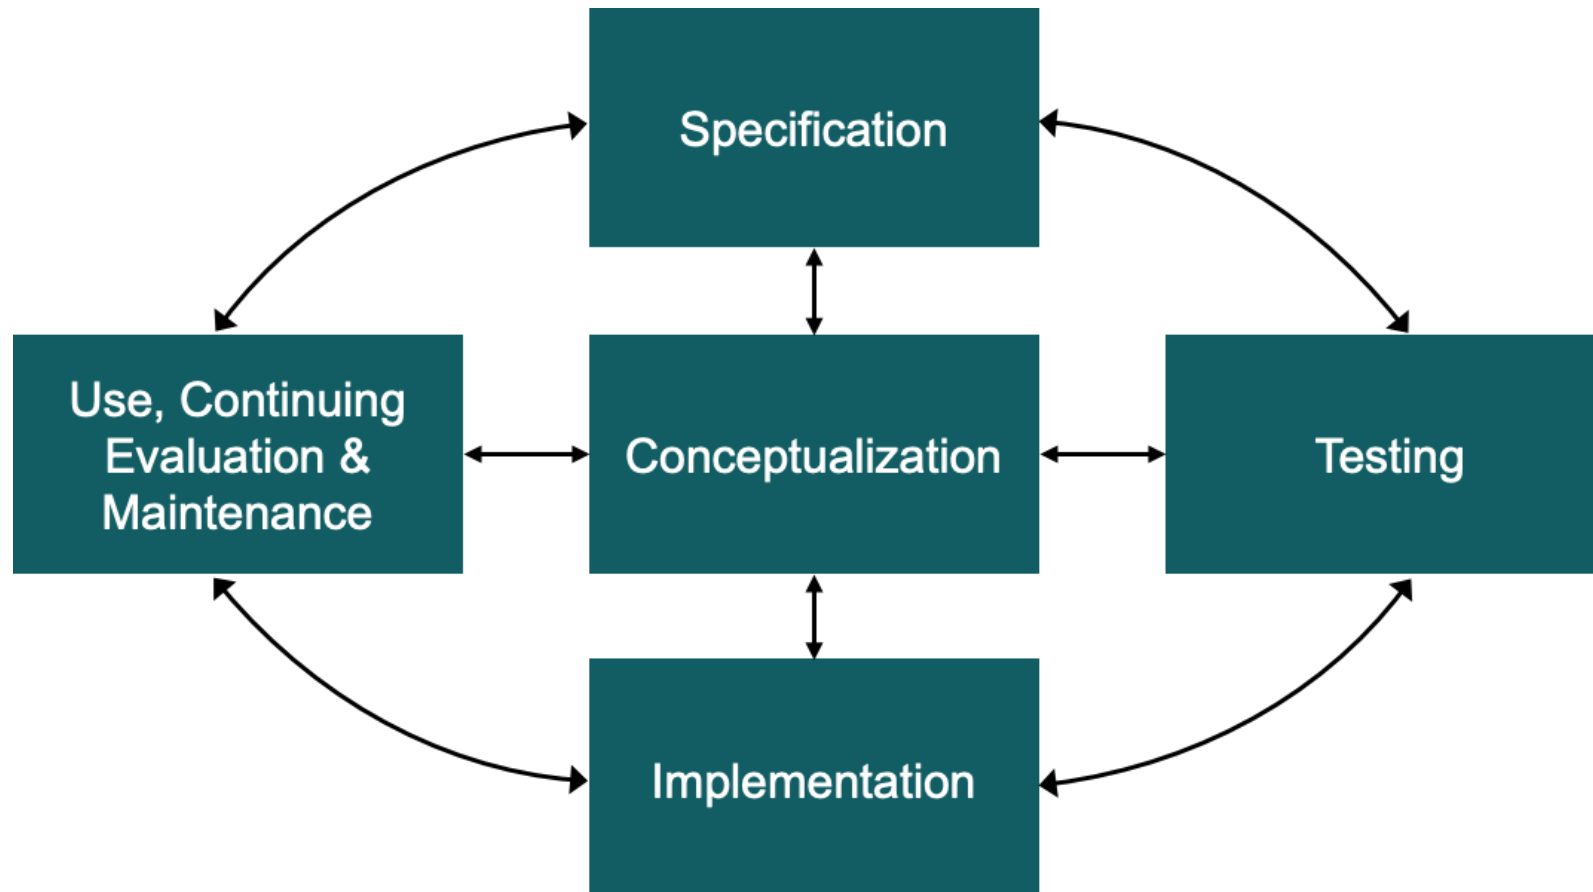 Specification
Use, Continuing
Evaluation &
Maintenance
Conceptualization
Testing
Implementation